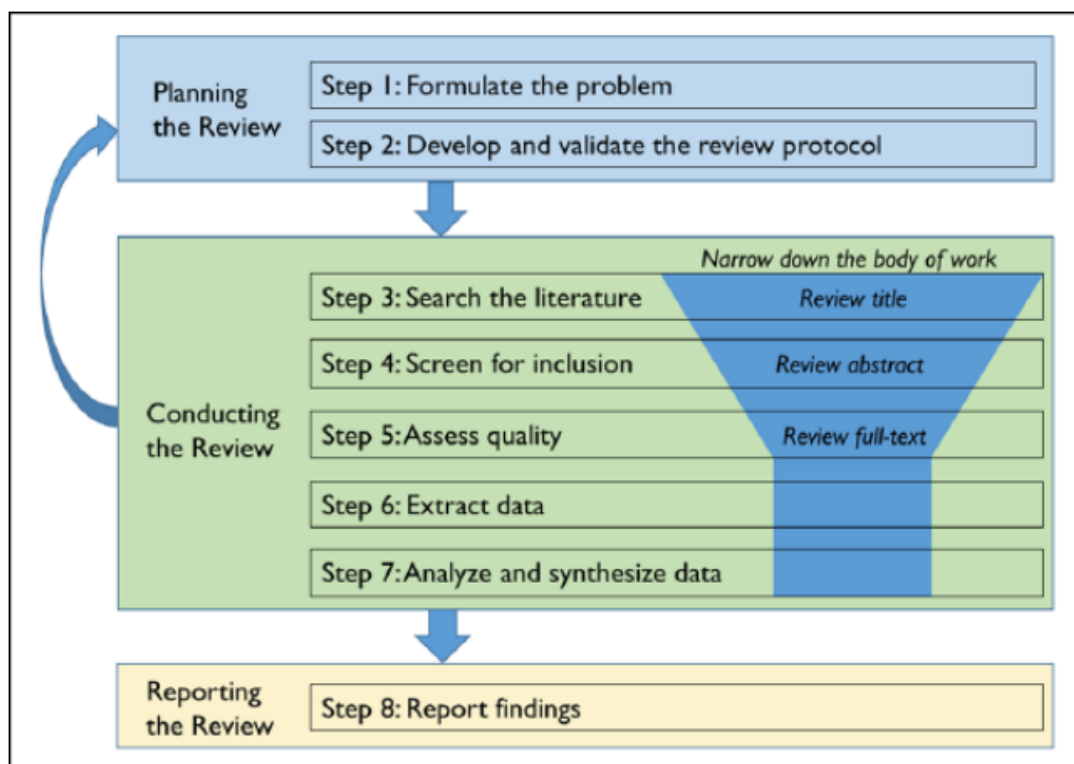 Planning
the Review
Step 1: Formulate the problem
Step 2: Develop and validate the review protocol
Narrow down the body of work
Conducting
the Review
Step 3: Search the literature
Review title
Step 4: Screen for inclusion
Review abstract
Step 5: Assess quality
Review full-text
Step 6: Extract data
Step 7: Analyze and synthesize data
Reporting
the Review
Step 8: Report findings